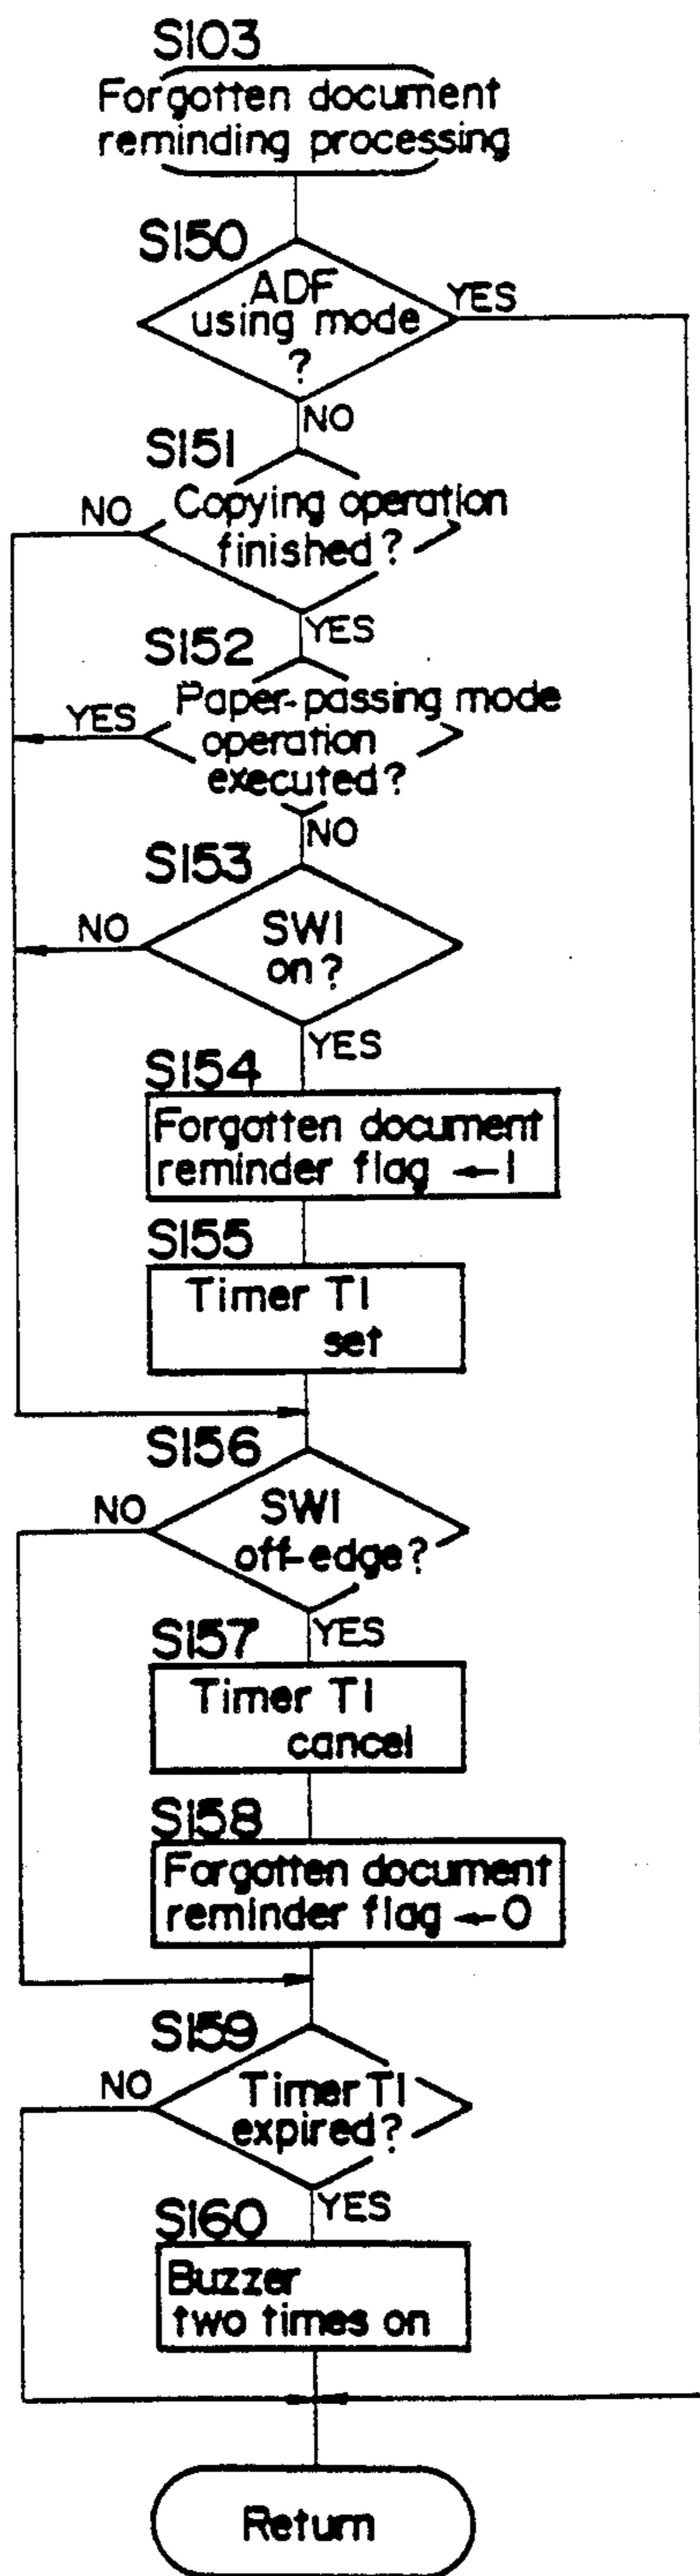 S103
Forgotten document
reminding processing
S150
ADF
using mode
?
YES
NO
S151
Copying operation
finished?
NO
YES
S152
Paper-passing mode
operation
executed?
YES
NO
S153
SW1
on?
NO
YES
S154
Forgotten document
reminder flag ←1
S155
Timer T1
set
S156
SW1
off-edge?
NO
YES
S157
Timer T1
cancel
S158
Forgotten document
reminder flag ←0
S159
Timer T1
expired?
NO
YES
S160
Buzzer
two times on
Return